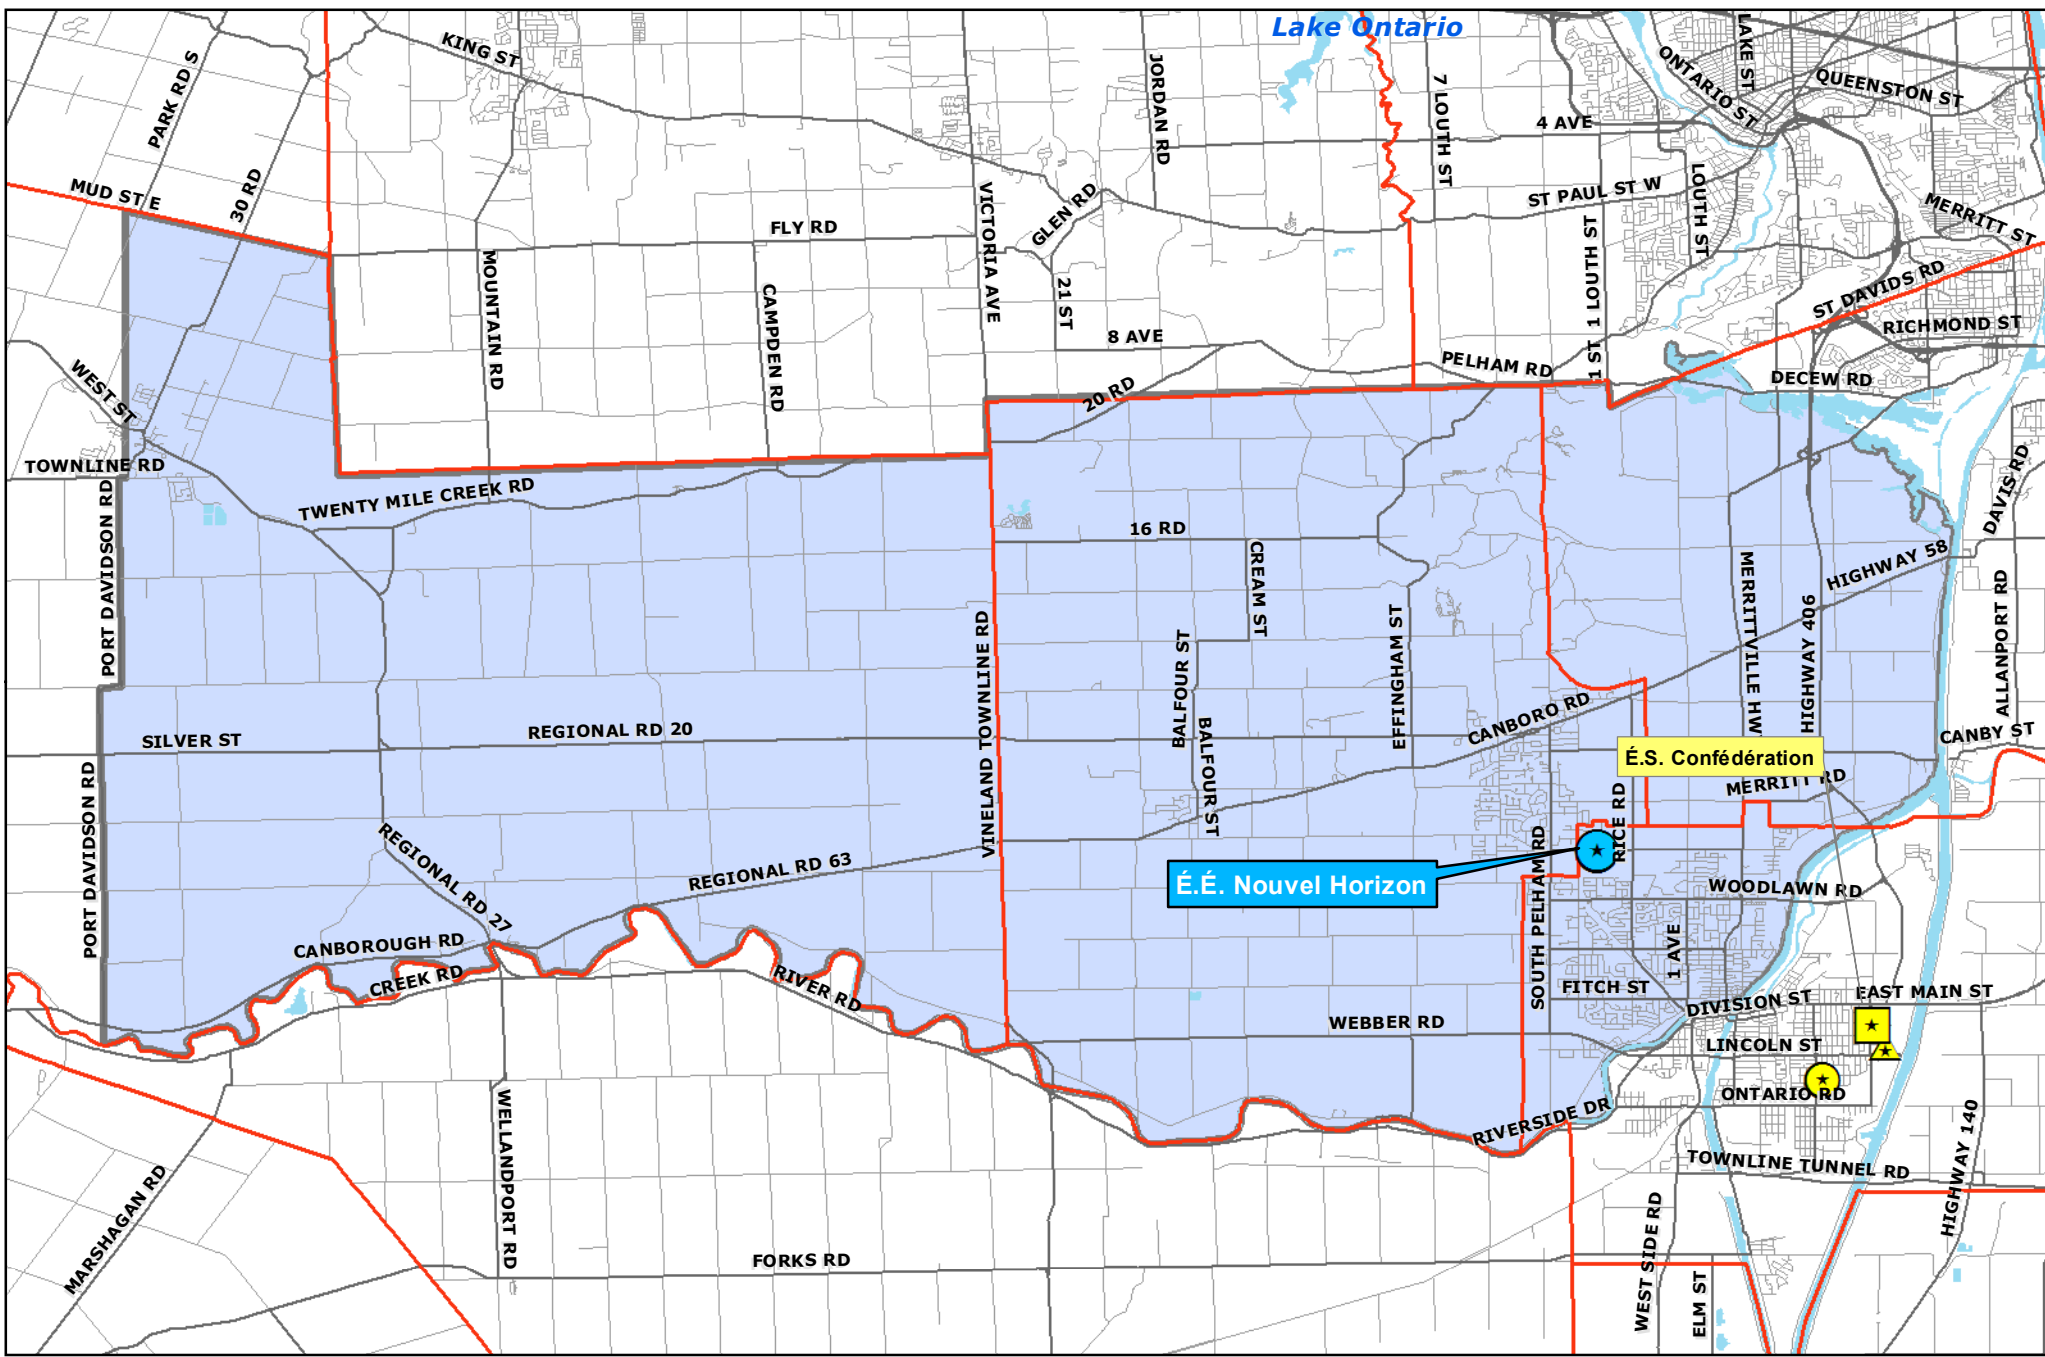 Lake Ontario
KING ST
PARK RD S
JORDAN RD
7 LOUTH ST
LAKE ST
ONTARIO ST
QUEENSTON ST
4 AVE
MUD ST E
30 RD
ST PAUL ST W
LOUTH ST
MERRITT ST
GLEN RD
VICTORIA AVE
FLY RD
MOUNTAIN RD
CAMPDEN RD
21 ST
1 ST 1 LOUTH ST
ST DAVIDS RD
RICHMOND ST
8 AVE
PELHAM RD
DECEW RD
20 RD
WEST ST
TOWNLINE RD
PORT DAVIDSON RD
TWENTY MILE CREEK RD
16 RD
CREAM ST
DAVIS RD
HIGHWAY 58
MERRITTVILLE HW
HIGHWAY 406
ALLANPORT RD
VINELAND TOWNLINE RD
BALFOUR ST
EFFINGHAM ST
CANBORO RD
SILVER ST
REGIONAL RD 20
BALFOUR ST
CANBY ST
É.S. Confédération
MERRITT RD
PORT DAVIDSON RD
REGIONAL RD 27
REGIONAL RD 63
SOUTH PELHAM RD
RICE RD
É.É. Nouvel Horizon
WOODLAWN RD
CANBOROUGH RD
CREEK RD
RIVER RD
1 AVE
FITCH ST
DIVISION ST
EAST MAIN ST
WEBBER RD
LINCOLN ST
ONTARIO RD
RIVERSIDE DR
WELLANDPORT RD
MARSHAGAN RD
TOWNLINE TUNNEL RD
HIGHWAY 140
WEST SIDE RD
FORKS RD
ELM ST